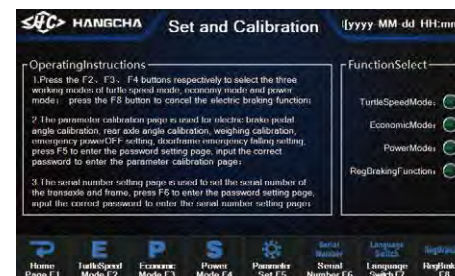 HC HANGCHA
Set and Calibration
[yyyy-MM-dd HH:mm
OperatingInstructions
1.Press the F2、F3、F4 buttons respectively to select the three
working modes of turtle speed mode, economy mode and power
mode; press the F8 button to cancel the electric braking function;
2.The parameter calibration page is used for electric brake pedal
angle calibration, rear axle angle calibration, weighing calibration,
emergency powerOFF setting, doorframe emergency falling setting,
press F5 to enter the password setting page, input the correct
password to enter the parameter calibration page;
3.The serial number setting page is used to set the serial number of
the transaxle and frame, press F6 to enter the password setting page,
input the correct password to enter the serial number setting page;
FunctionSelect
TurtleSpeedMode:
EconomicMode:
PowerMode:
RegBrakingFunction:
E P S Serial Number Language Switch RegBrak
Home Page F1
TurtleSpeed Mode F2
Economic Mode F3
Power Mode F4
Parameter Set F5
Serial Number F6
Language Switch F7
RegBrak F8